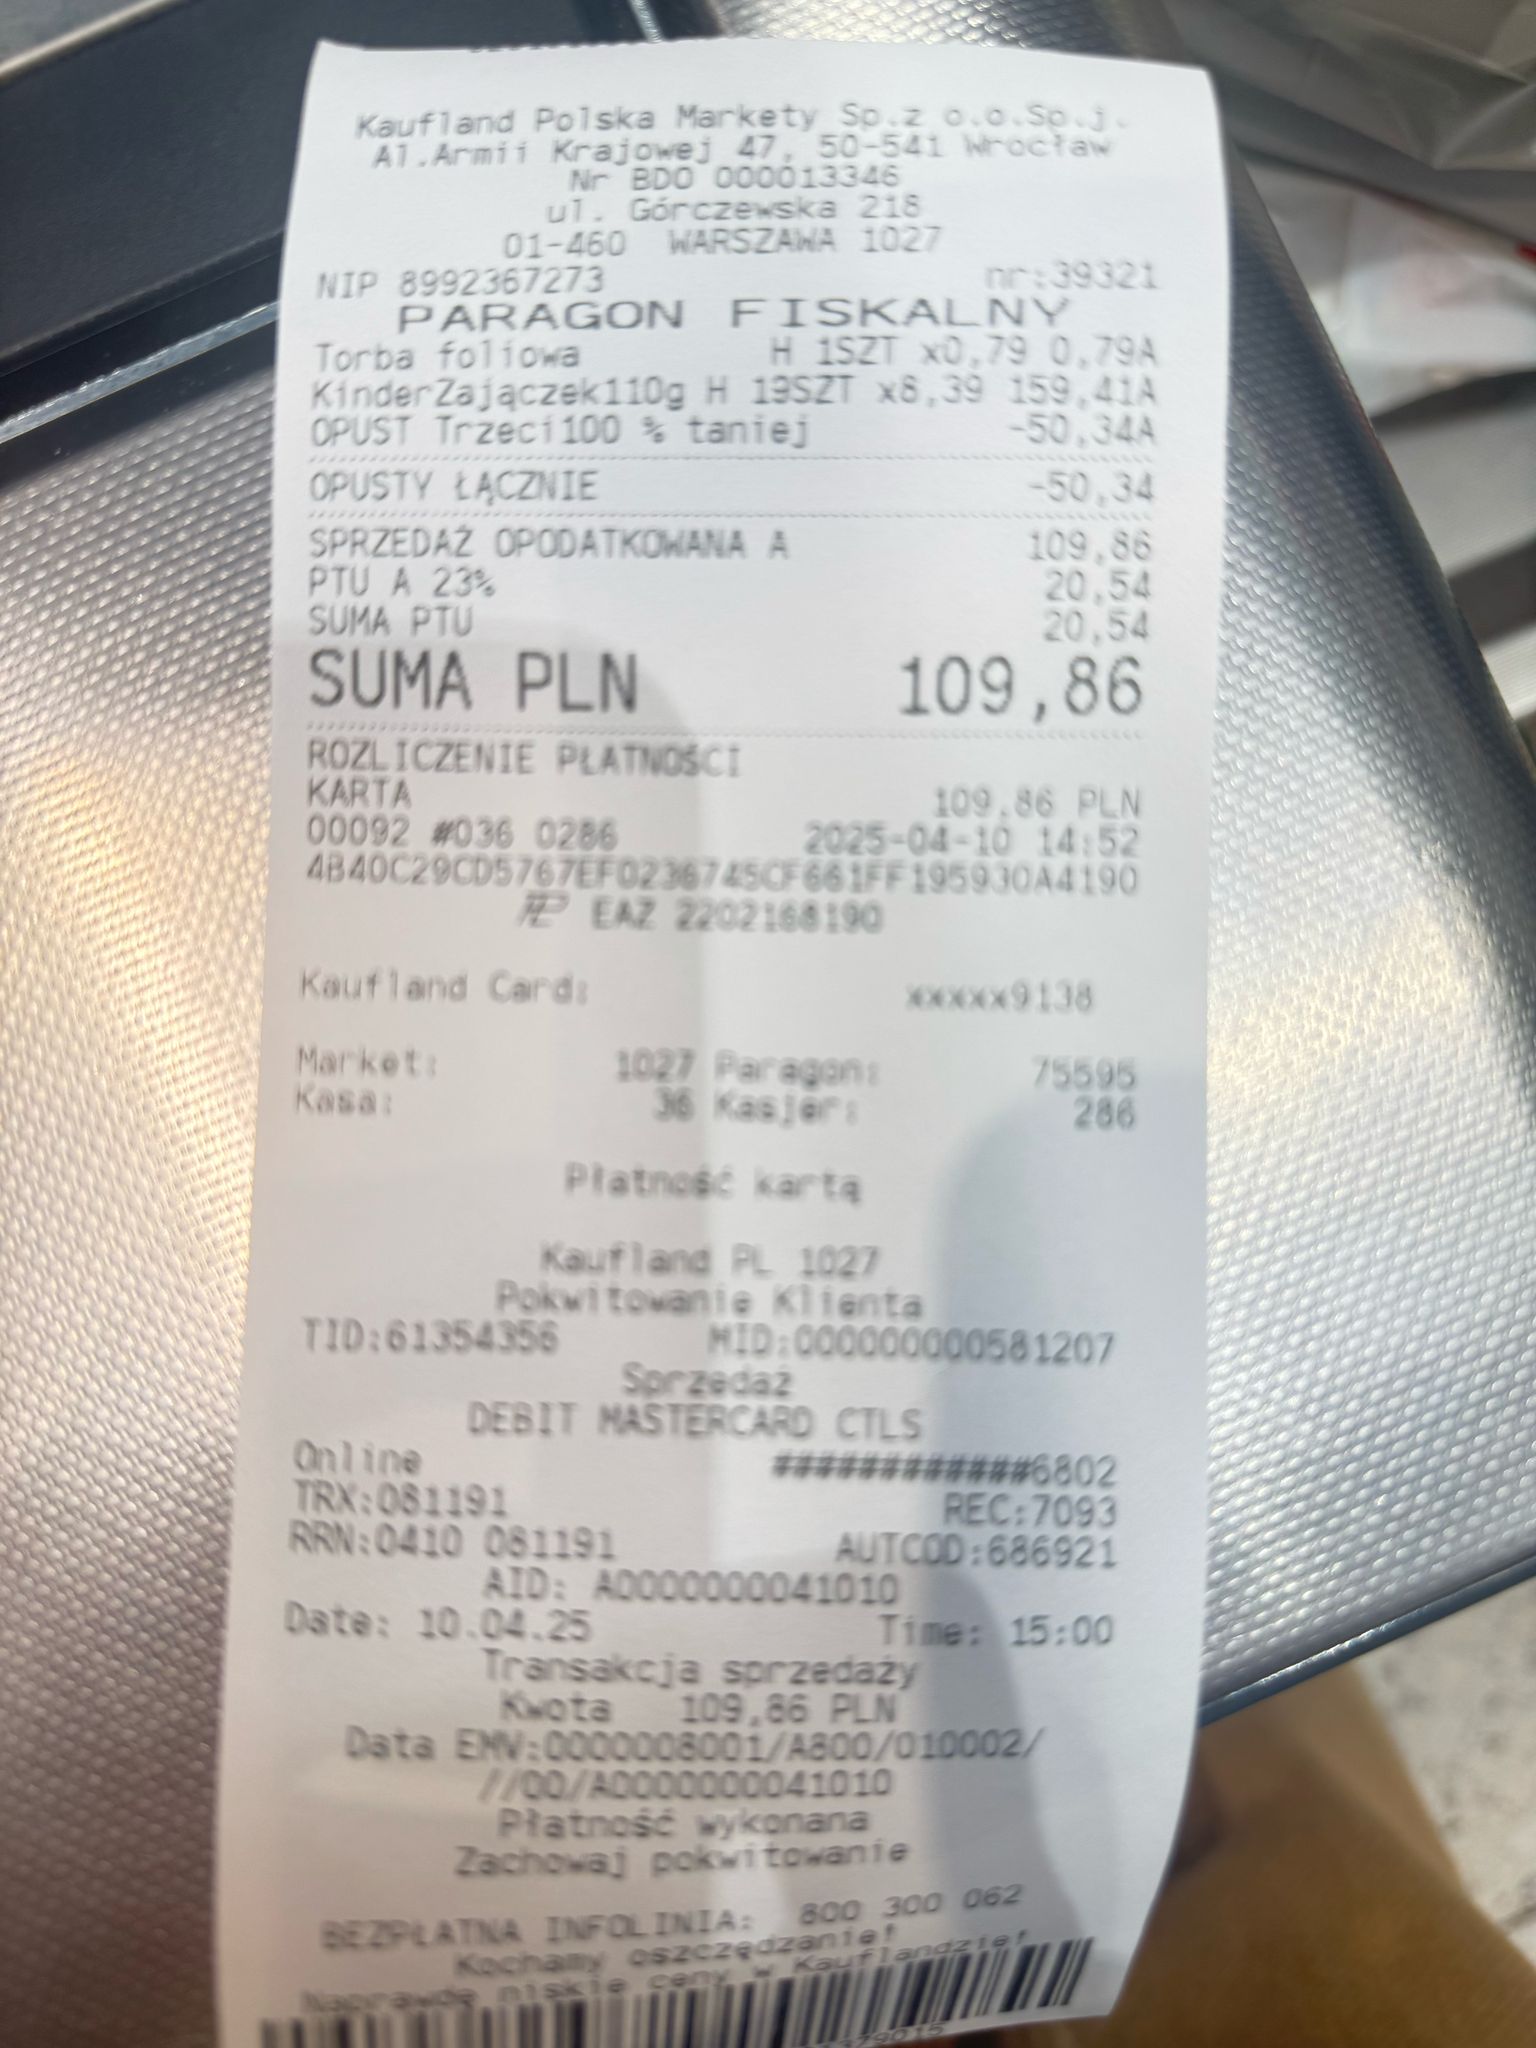 Kaufland Polska Markety Sp.z o.o.Sp.j.
Al.Armii Krajowej 47, 50-541 Wrocław
Nr BDO 000013346
ul. Górczewska 218
01-460 WARSZAWA 1027
NIP 8992367273 nr:39321
PARAGON FISKALNY
Torba foliowa H 1SZT x0,79 0,79A
KinderZajączek110g H 19SZT x8,39 159,41A
OPUST Trzeci100 % taniej -50,34A
OPUSTY ŁĄCZNIE -50,34
SPRZEDAŻ OPODATKOWANA A 109,86
PTU A 23% 20,54
SUMA PTU 20,54
SUMA PLN 109,86
ROZLICZENIE PŁATNOŚCI
KARTA 109,86 PLN
00092 #036 0286 2025-04-10 14:52
4B40C29CD5767EF0236745CF661FF195930A4190
EAZ 2202168190
Kaufland Card: xxxxx9138
Market: 1027 Paragon: 75595
Kasa: 36 Kasjer: 286
Płatność kartą
Kaufland PL 1027
Pokwitowanie Klienta
TID:61354356 MID:000000000581207
Sprzedaż
DEBIT MASTERCARD CTLS
Online ############6802
TRX:081191 REC:7093
RRN:0410 081191 AUTCOD:686921
AID: A0000000041010
Date: 10.04.25 Time: 15:00
Transakcja sprzedaży
Kwota 109,86 PLN
Data EMV:0000008001/A800/010002/
//00/A0000000041010
Płatność wykonana
Zachowaj pokwitowanie
BEZPŁATNA INFOLINIA: 800 300 062
Kochamy oszczędzanie!
Naprawdę niskie ceny w Kauflandzie!